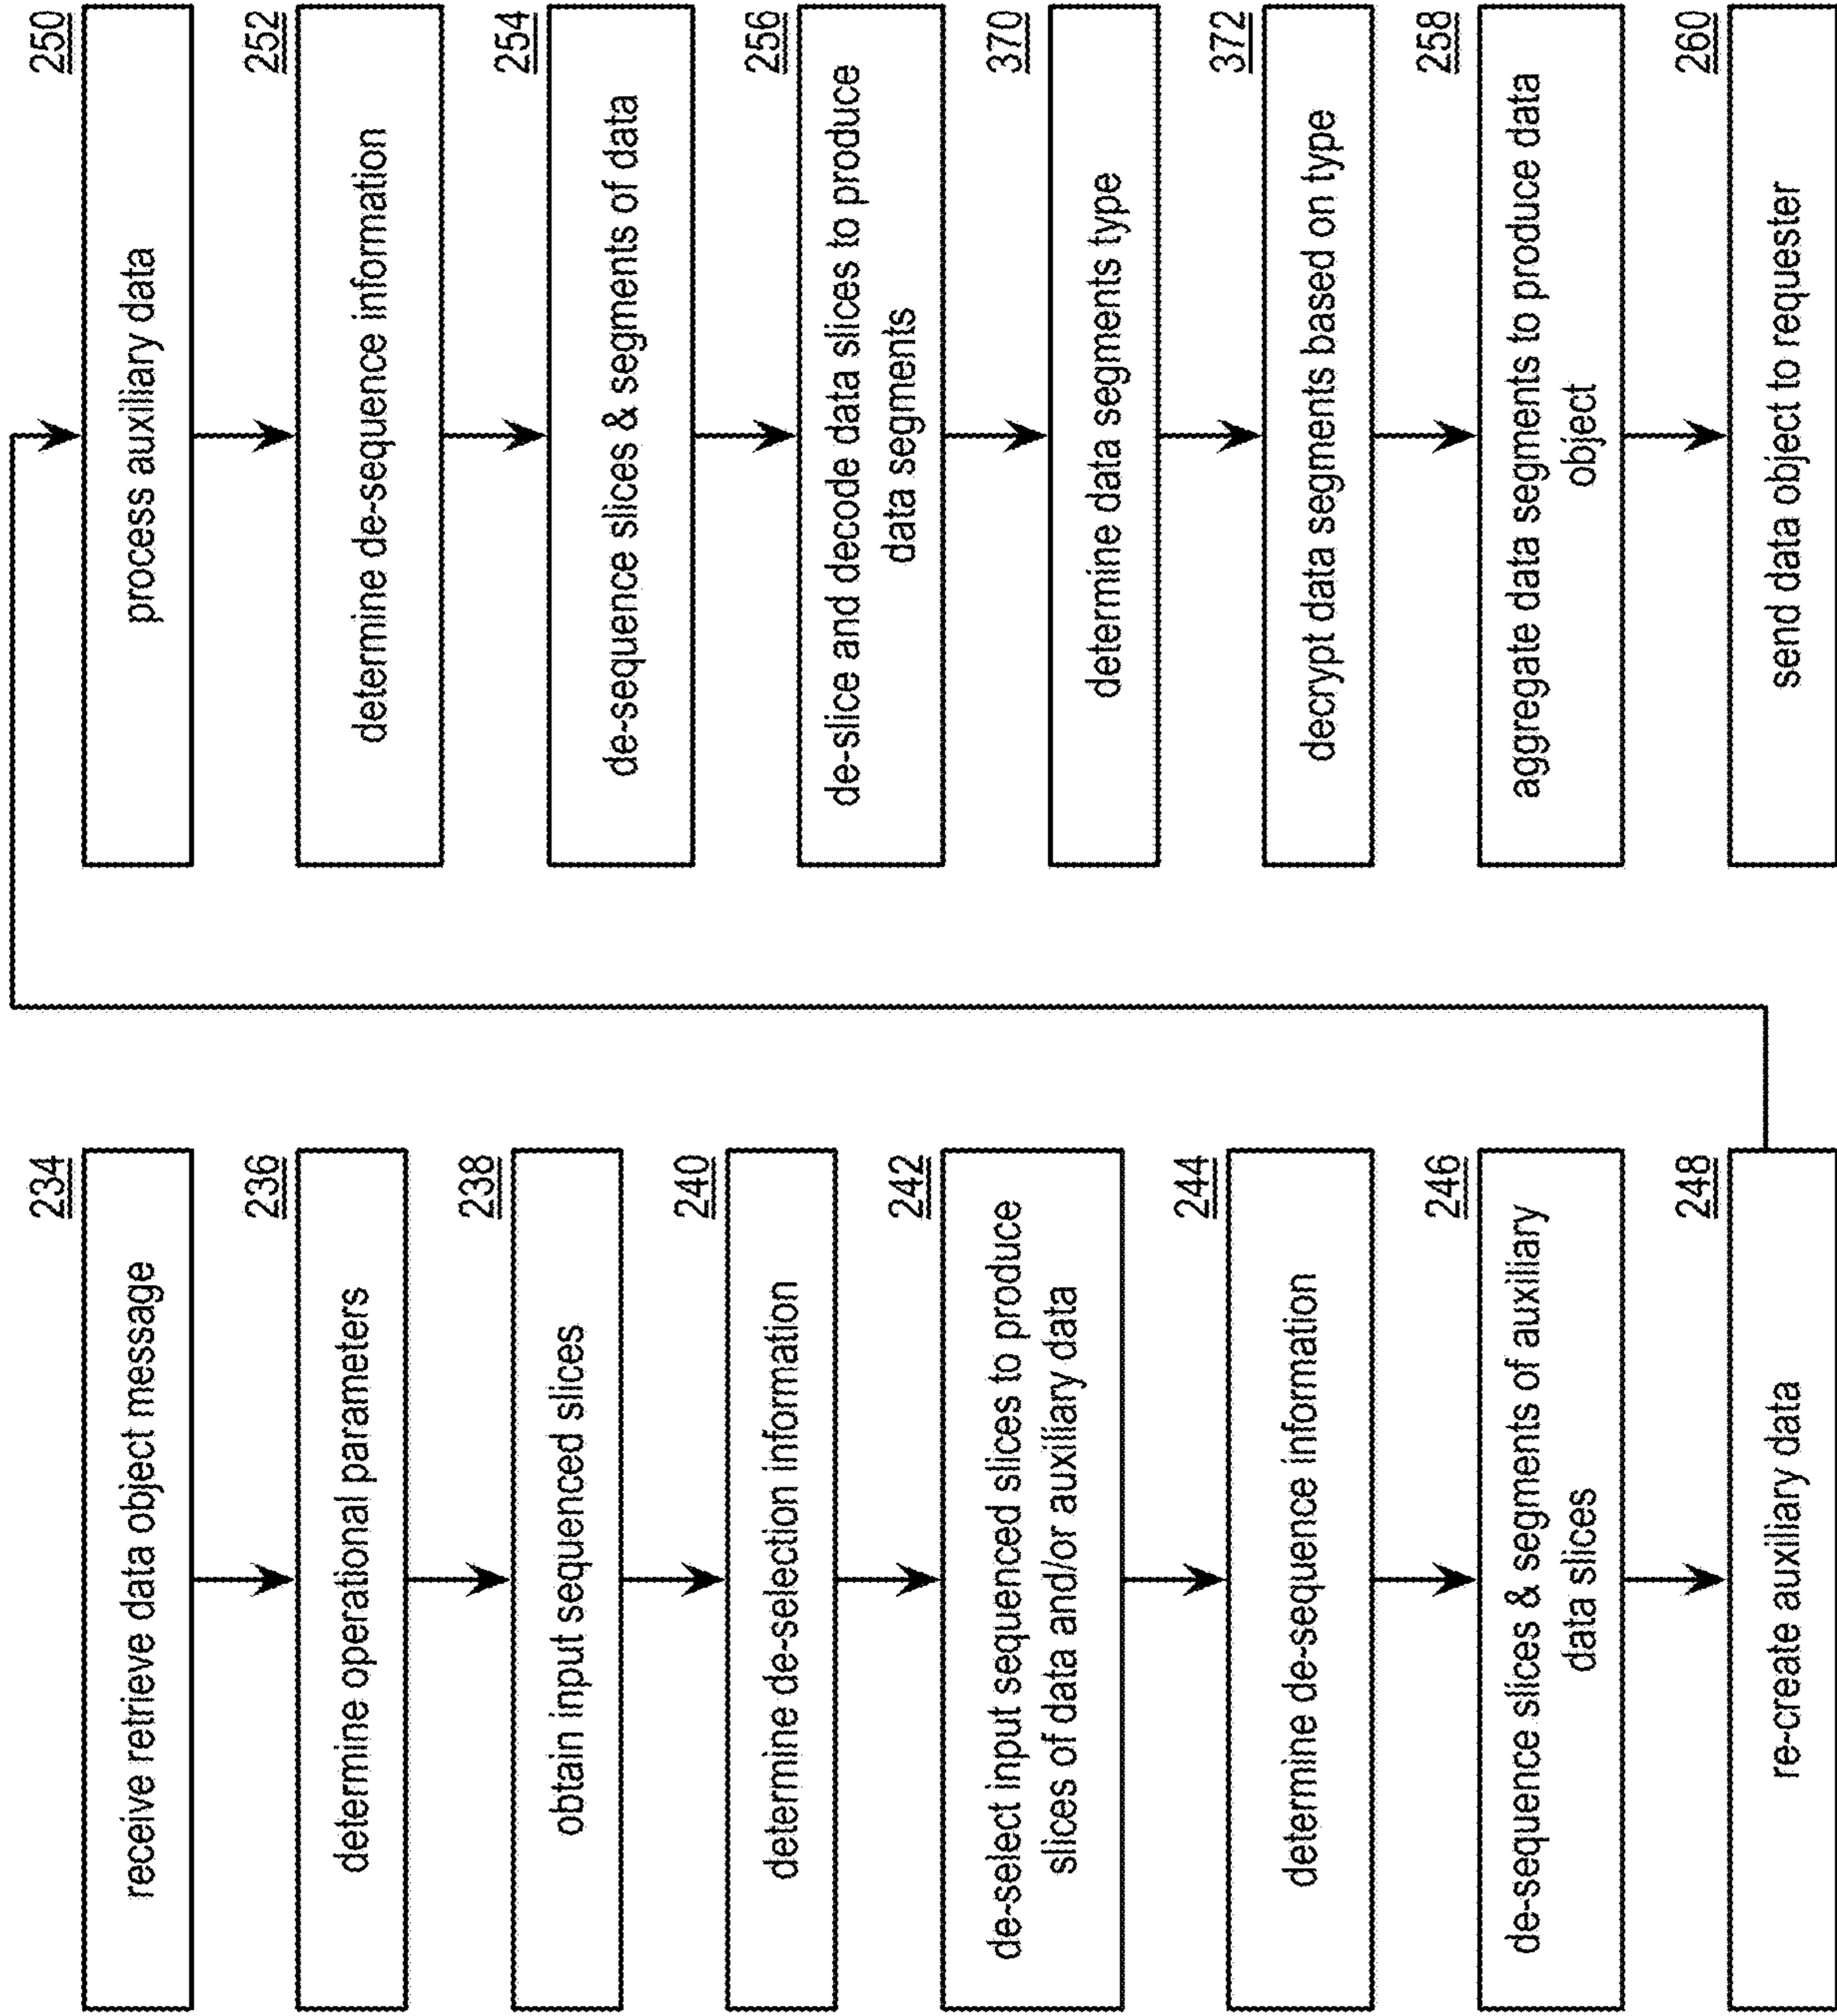 234
receive retrieve data object message
236
determine operational parameters
238
obtain input sequenced slices
240
determine de-selection information
242
de-select input sequenced slices to produce
slices of data and/or auxiliary data
244
determine de-sequence information
246
de-sequence slices & segments of auxiliary
data slices
248
re-create auxiliary data
250
process auxiliary data
252
determine de-sequence information
254
de-sequence slices & segments of data
256
de-slice and decode data slices to produce
data segments
370
determine data segments type
372
decrypt data segments based on type
258
aggregate data segments to produce data
object
260
send data object to requester